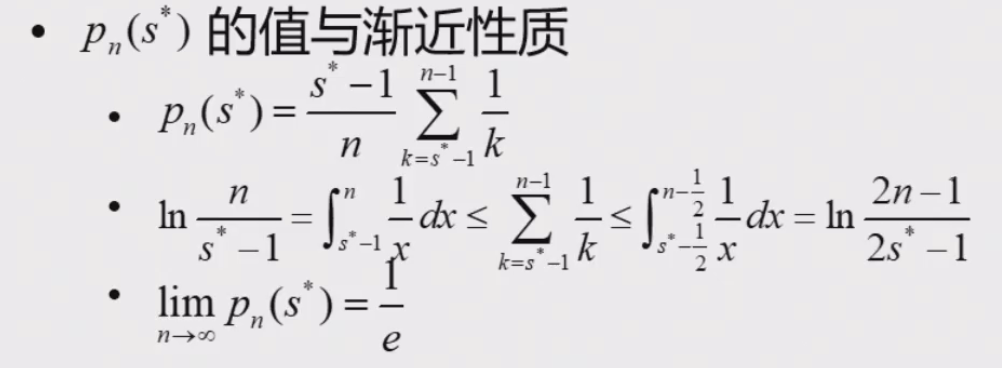 • $p_n(s^*)$ 的值与渐近性质
• $p_n(s^*) = \frac{s^*-1}{n} \sum_{k=s^*-1}^{n-1} \frac{1}{k}$
• $\ln \frac{n}{s^*-1} = \int_{s^*-1}^{n} \frac{1}{x} dx \leq \sum_{k=s^*-1}^{n-1} \frac{1}{k} \leq \int_{s^*-\frac{1}{2}}^{n-\frac{1}{2}} \frac{1}{x} dx = \ln \frac{2n-1}{2s^*-1}$
• $\lim_{n \to \infty} p_n(s^*) = \frac{1}{e}$